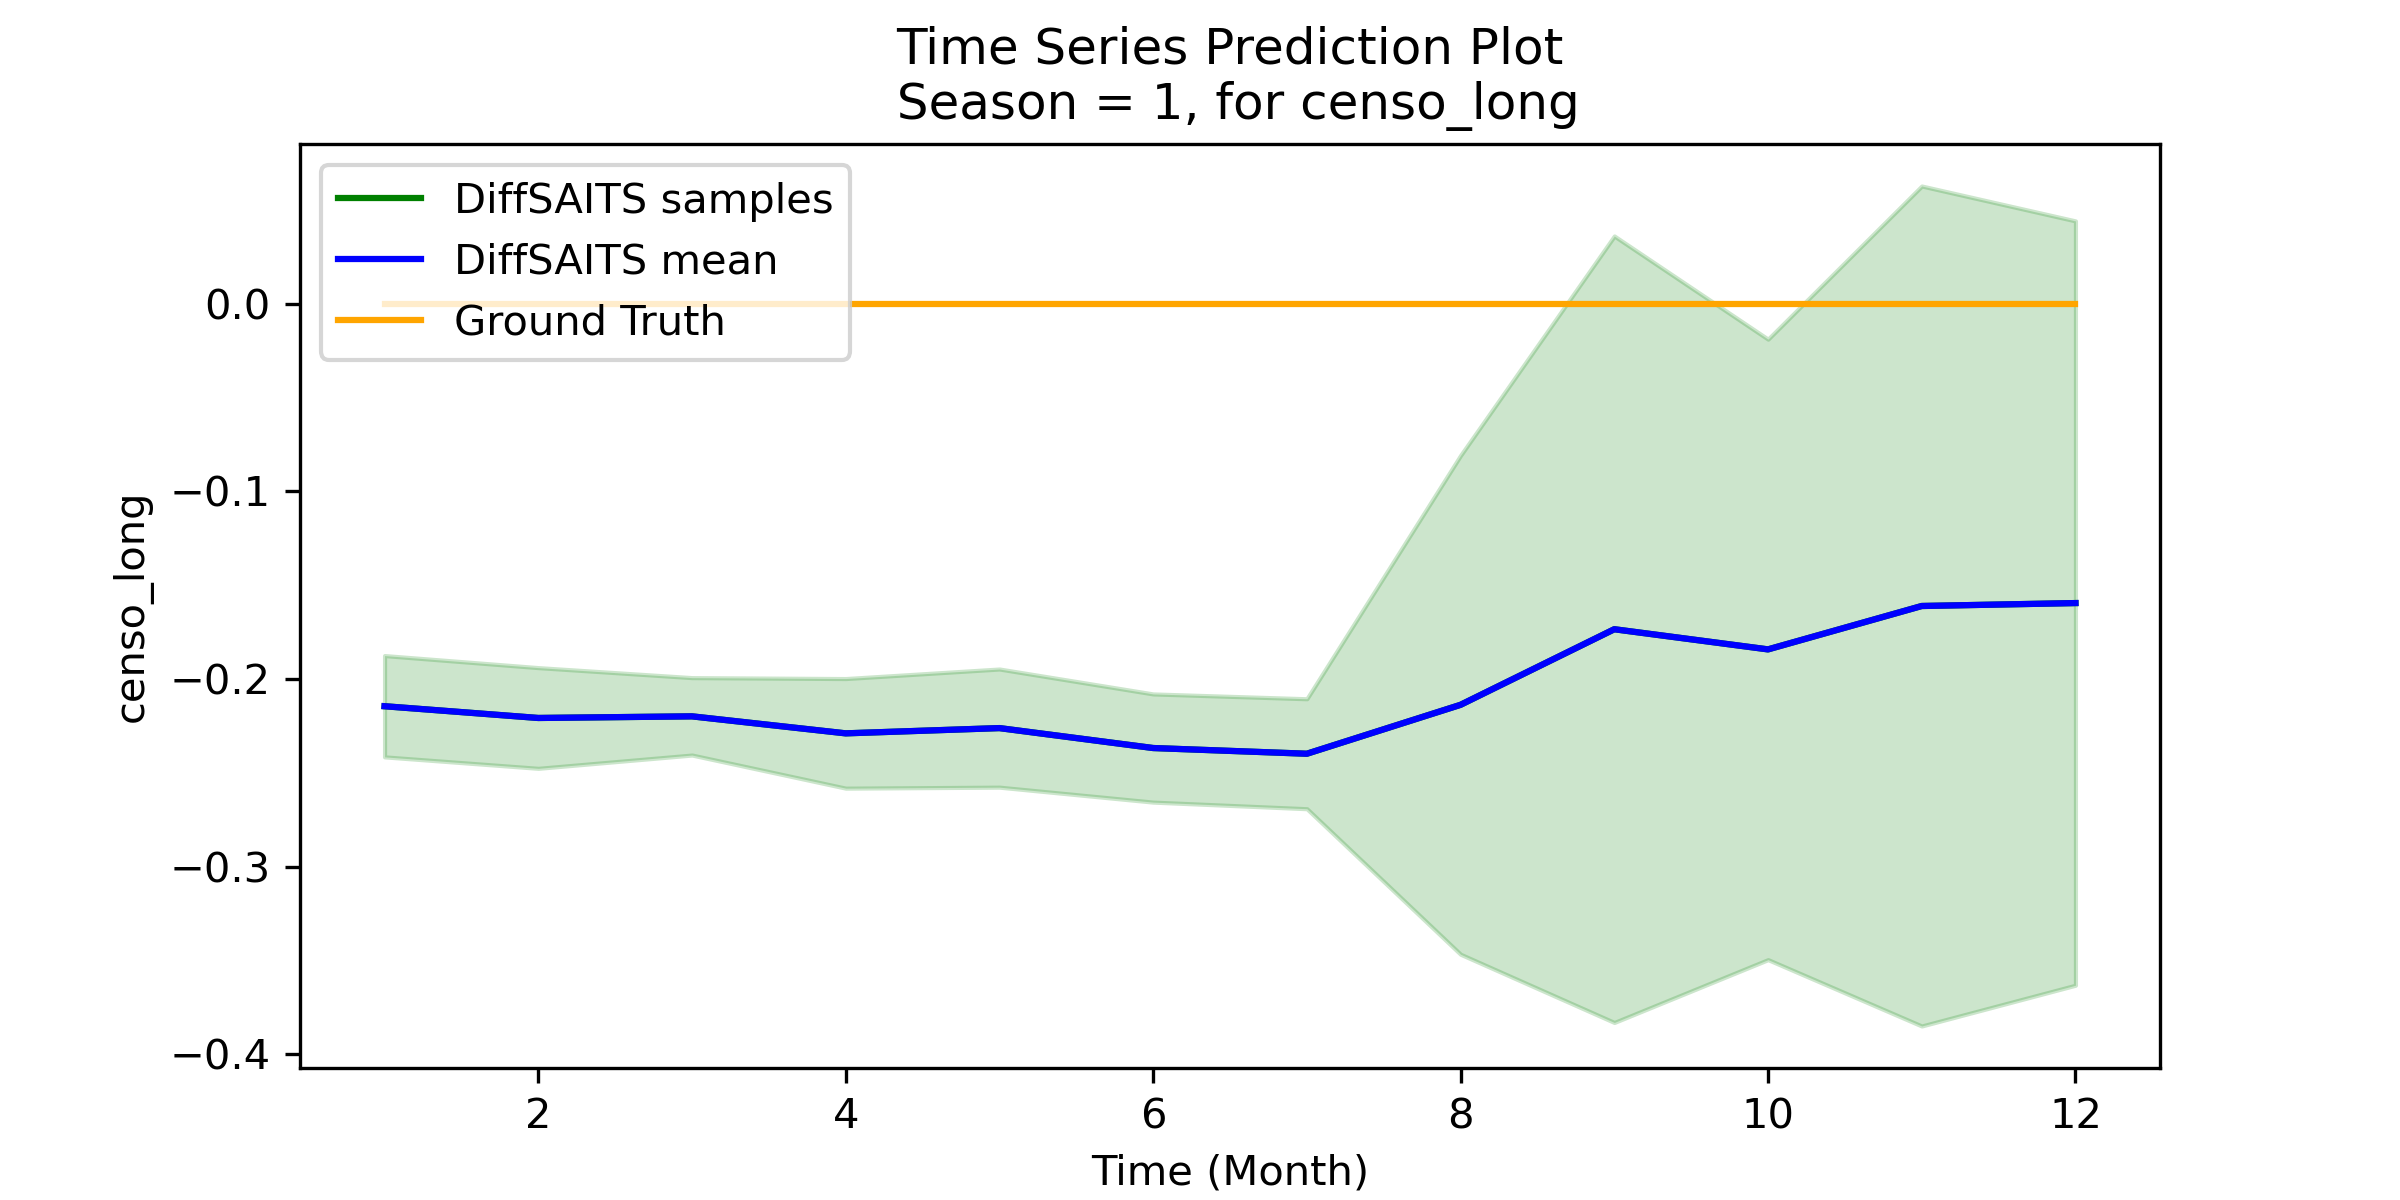 Time Series Prediction Plot
Season = 1, for censo_long
DiffSAITS samples
DiffSAITS mean
Ground Truth
censo_long
0.0
−0.1
−0.2
−0.3
−0.4
2 4 6 8 10 12
Time (Month)